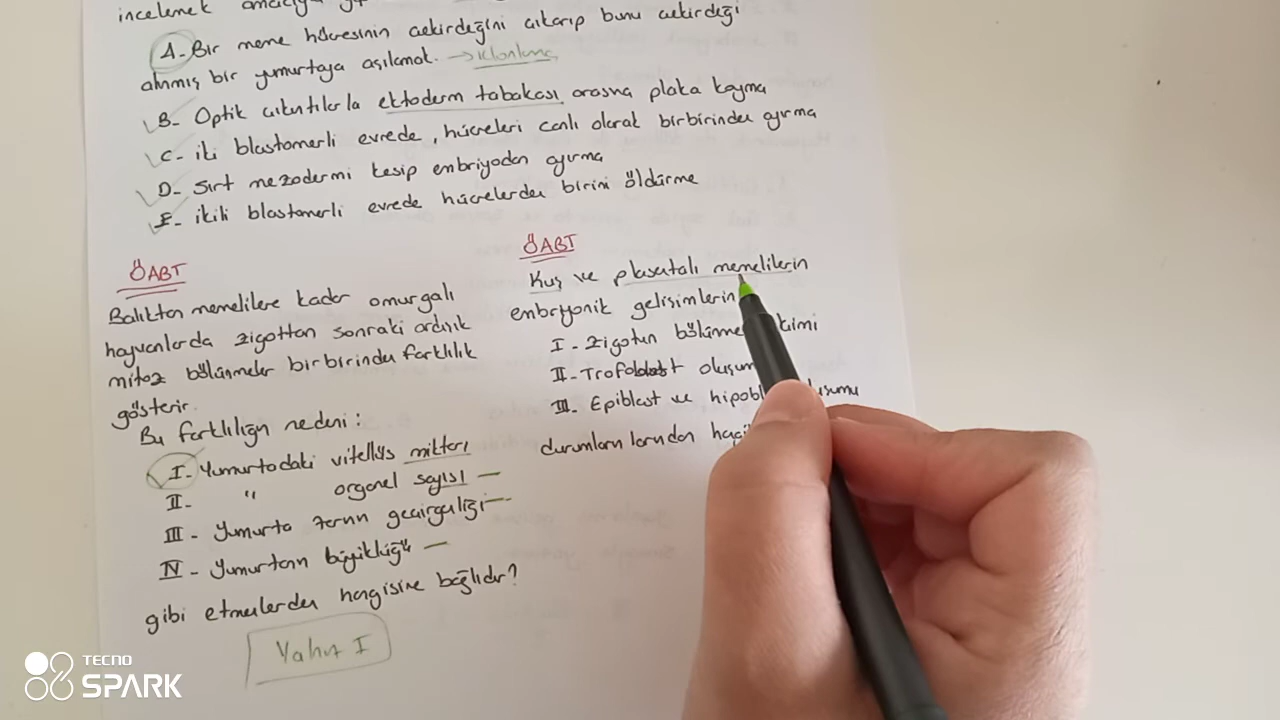 incelemek amacıyla
A- Bir meme hücresinin çekirdeğini çıkarıp bunu çekirdeği
alınmış bir yumurtaya aşılamak. → klonlama
B- Optik çıkıntılarla ektoderm tabakası arasına plaka koyma
C- iki blastomerli evrede, hücreleri canlı olarak birbirinden ayırma
D- Sırt mezodermi kesip embriyodan ayırma
E- ikili blastomerli evrede hücrelerden birini öldürme
ÖABT
Balıktan memelilere kadar omurgalı
hayvanlarda zigottan sonraki ardışık
mitoz bölünmeler birbirinden farklılık
gösterir.
Bu farklılığın nedeni :
I- Yumurtadaki vitellüs miktarı
II- " organel sayısı —
III- Yumurta zarının geçirgenliği —
IV- Yumurtanın büyüklüğü —
gibi etmenlerden hangisine bağlıdır?
Yalnız I
ÖABT
Kuş ve plasentalı memelilerin
embriyonik gelişimlerin
I- Zigotun bölünme
II- Trofoblast oluşum
III- Epiblast ve
durumlarından
TECNO
SPARK